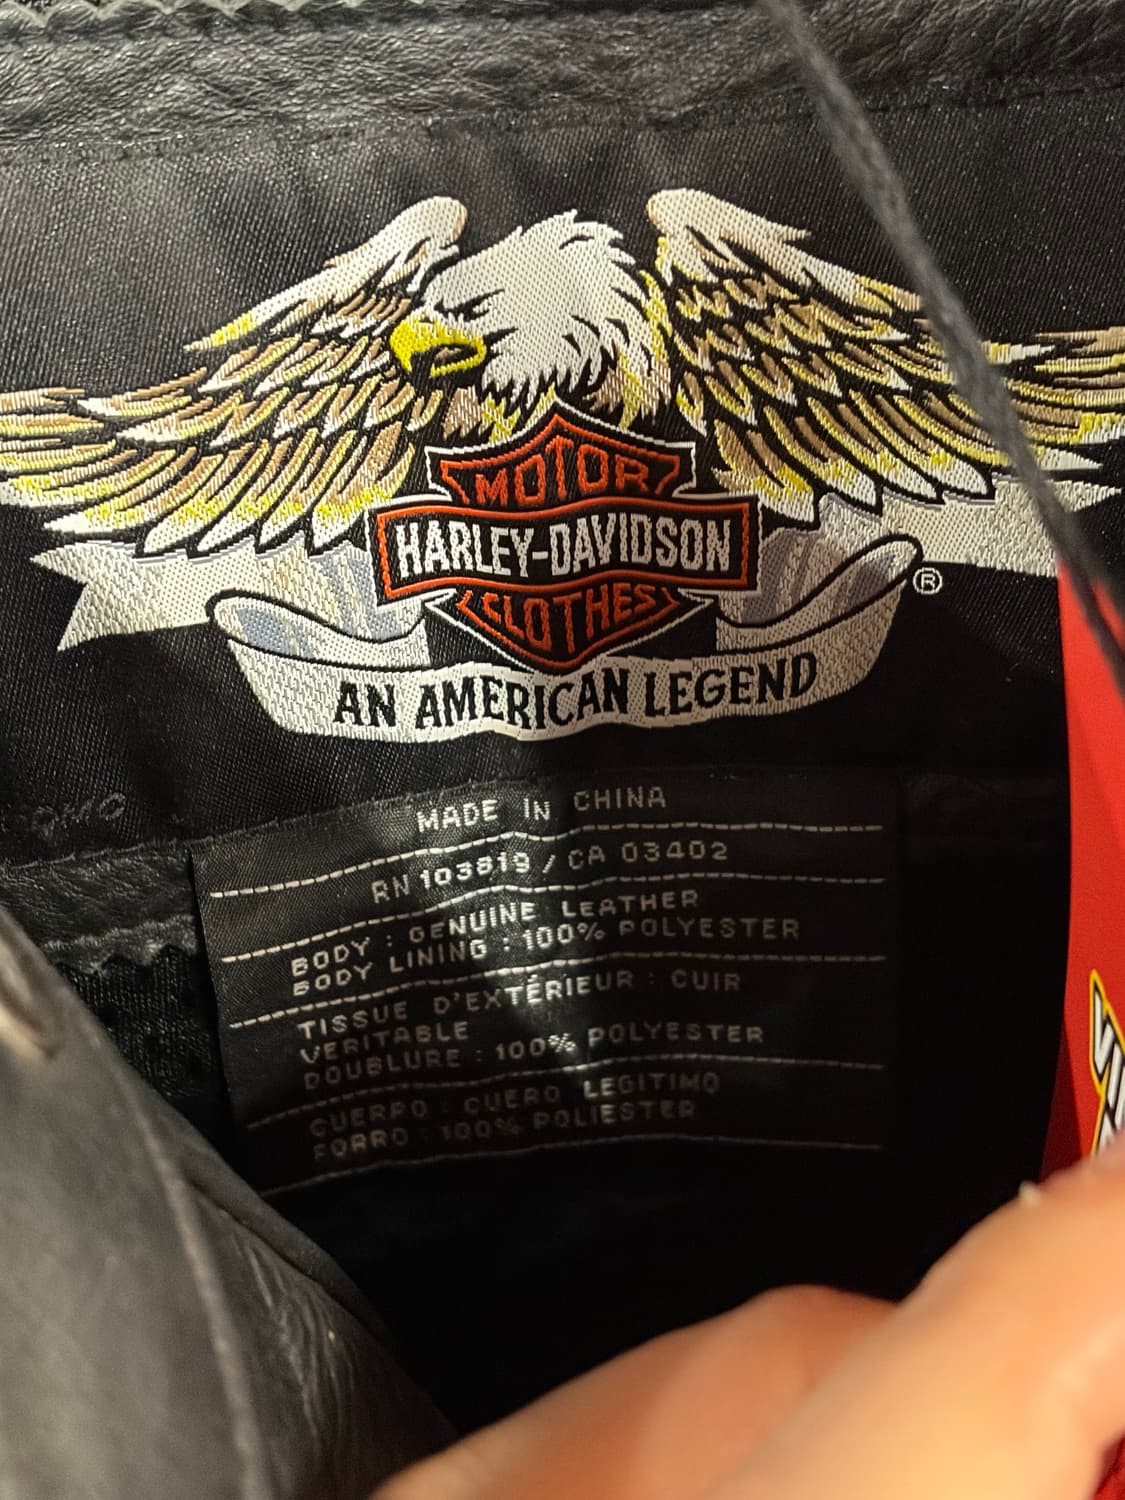 MOTOR
HARLEY-DAVIDSON
CLOTHES
®
AN AMERICAN LEGEND
MADE IN CHINA
RN 103819 / CA 03402
BODY : GENUINE LEATHER
BODY LINING : 100% POLYESTER
TISSUE D'EXTÉRIEUR : CUIR
VERITABLE
DOUBLURE : 100% POLYESTER
CUERPO : CUERO LEGITIMO
FORRO : 100% POLIESTER